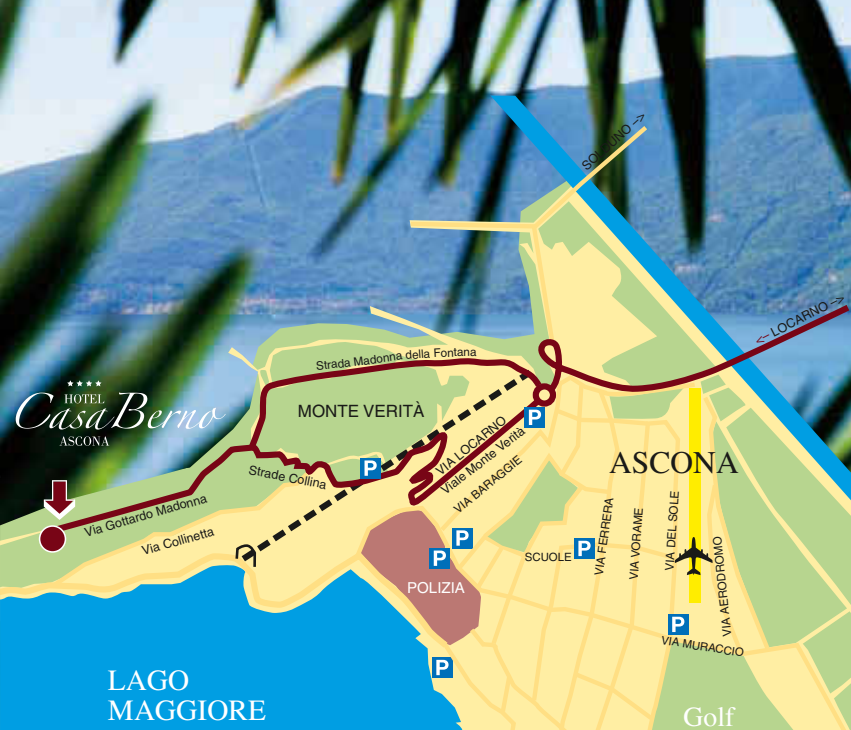 SOLDUNO -->
<-- LOCARNO -->
Strada Madonna della Fontana
★★★★
HOTEL
Casa Berno
ASCONA
MONTE VERITÀ
VIA LOCARNO
Viale Monte Verità
VIA BARAGGIE
P
P
ASCONA
Strade Collina
Via Gottardo Madonna
Via Collinetta
P
P
SCUOLE P
VIA FERRERA
VIA VORAME
VIA DEL SOLE
VIA AERODROMO
POLIZIA
P
VIA MURACCIO
P
LAGO
MAGGIORE
Golf